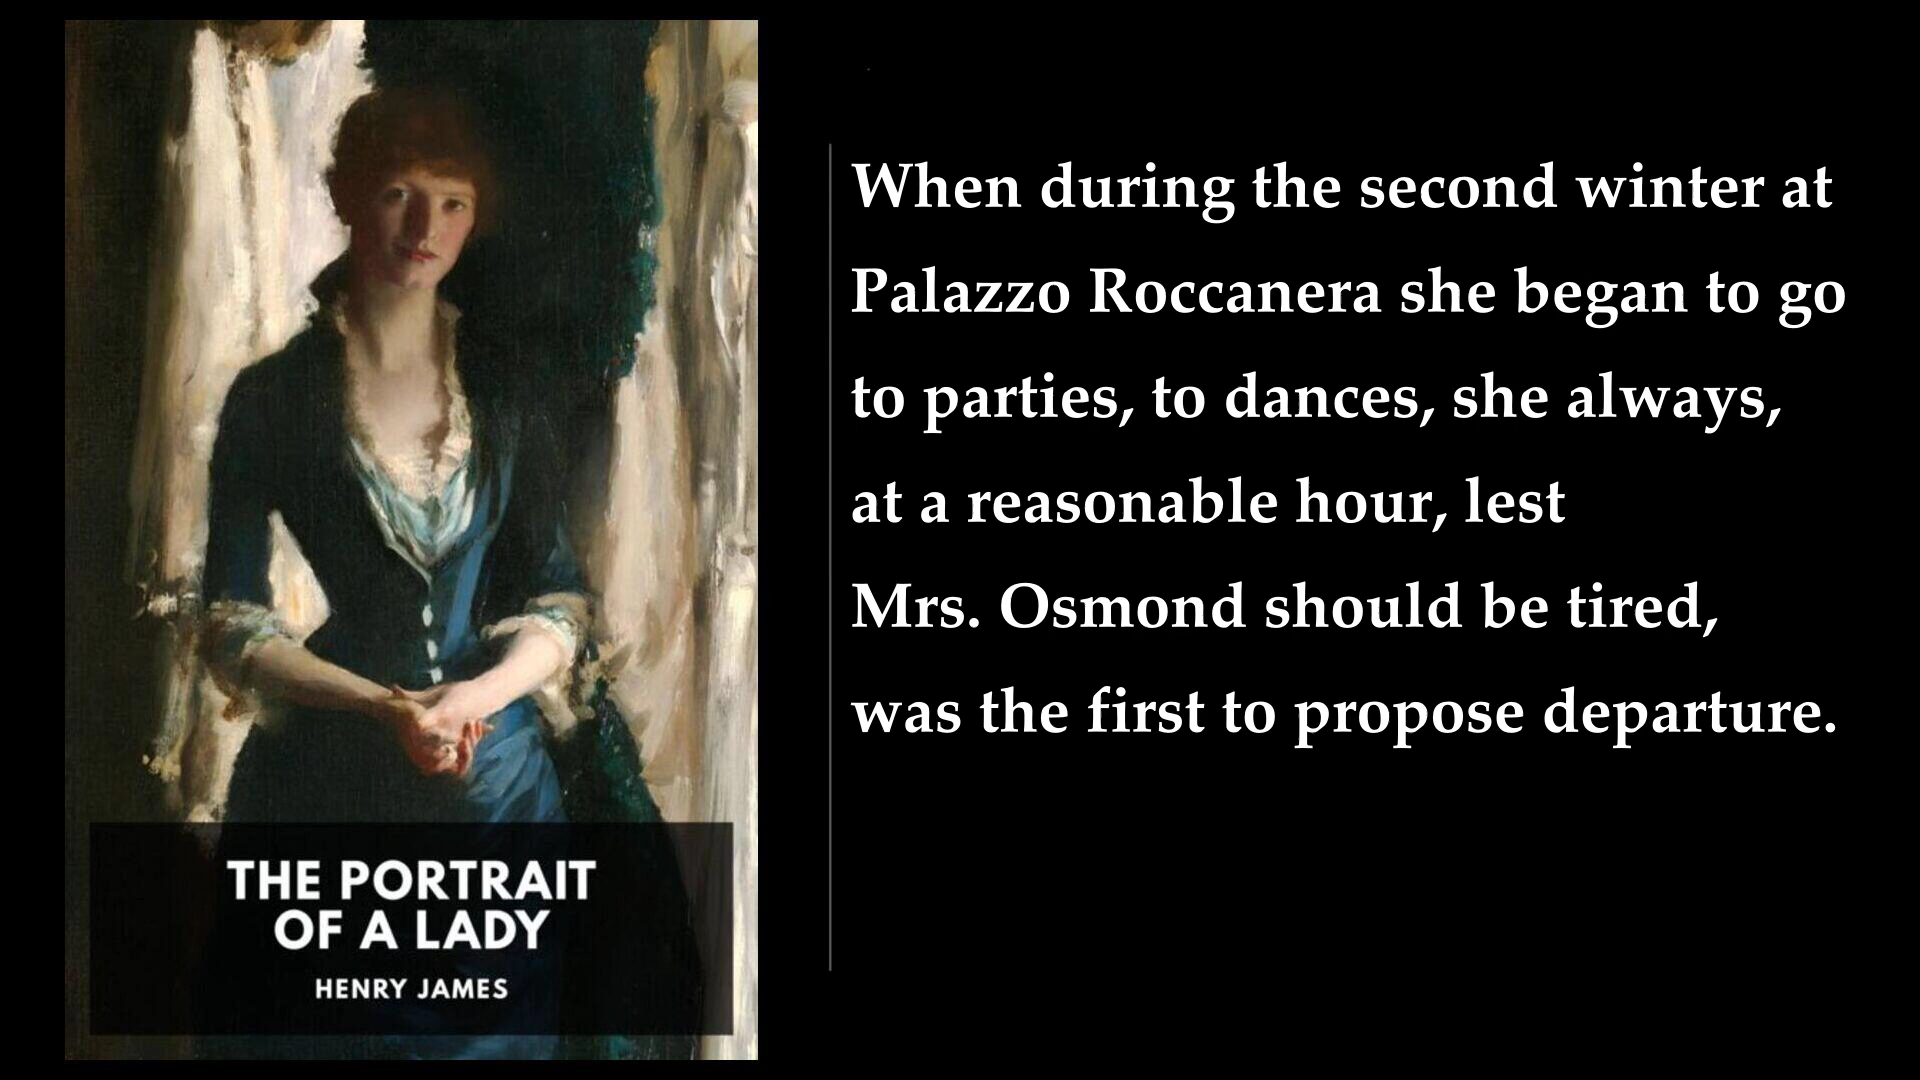 THE PORTRAIT
OF A LADY
HENRY JAMES
When during the second winter at
Palazzo Roccanera she began to go
to parties, to dances, she always,
at a reasonable hour, lest
Mrs. Osmond should be tired,
was the first to propose departure.